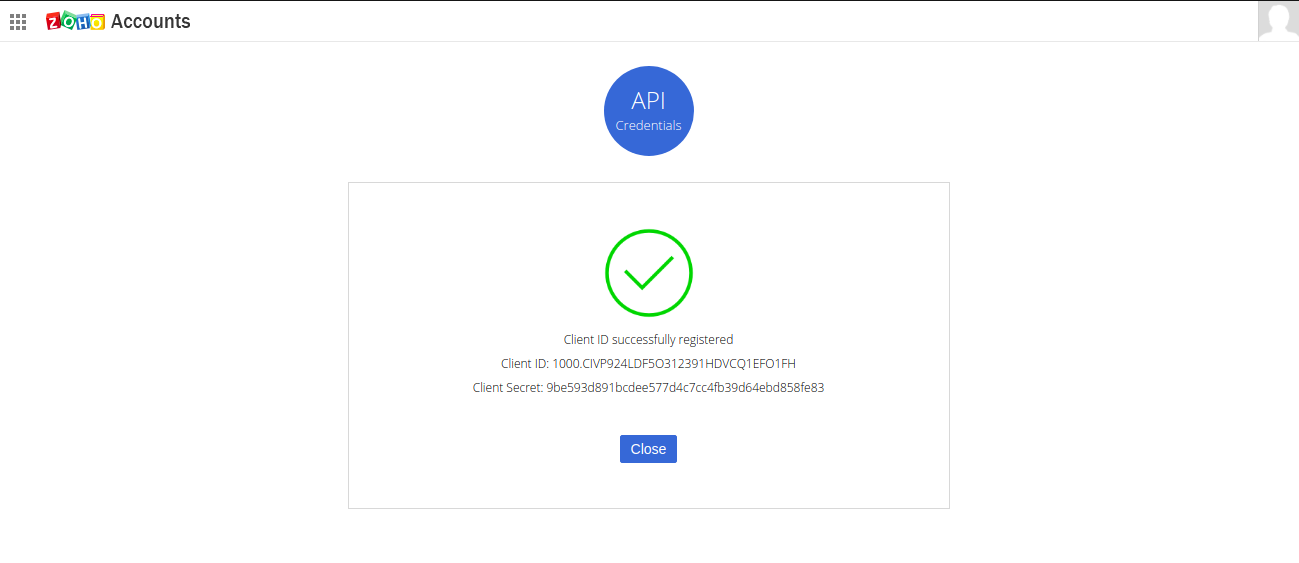 ZOHO Accounts
API
Credentials
Client ID successfully registered
Client ID: 1000.CIVP924LDF5O312391HDVCQ1EFO1FH
Client Secret: 9be593d891bcdee577d4c7cc4fb39d64ebd858fe83
Close